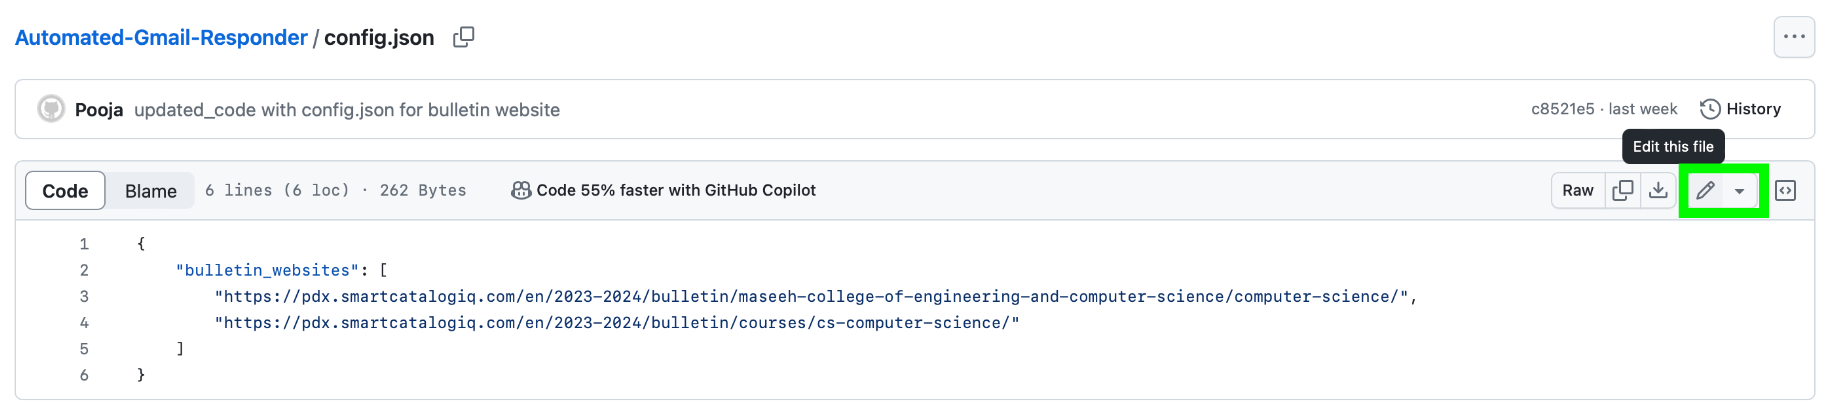 Automated-Gmail-Responder / config.json
...
Pooja updated_code with config.json for bulletin website c8521e5 · last week History
Edit this file
Code Blame 6 lines (6 loc) · 262 Bytes Code 55% faster with GitHub Copilot Raw
1 {
2 "bulletin_websites": [
3 "https://pdx.smartcatalogiq.com/en/2023-2024/bulletin/maseeh-college-of-engineering-and-computer-science/computer-science/",
4 "https://pdx.smartcatalogiq.com/en/2023-2024/bulletin/courses/cs-computer-science/"
5 ]
6 }